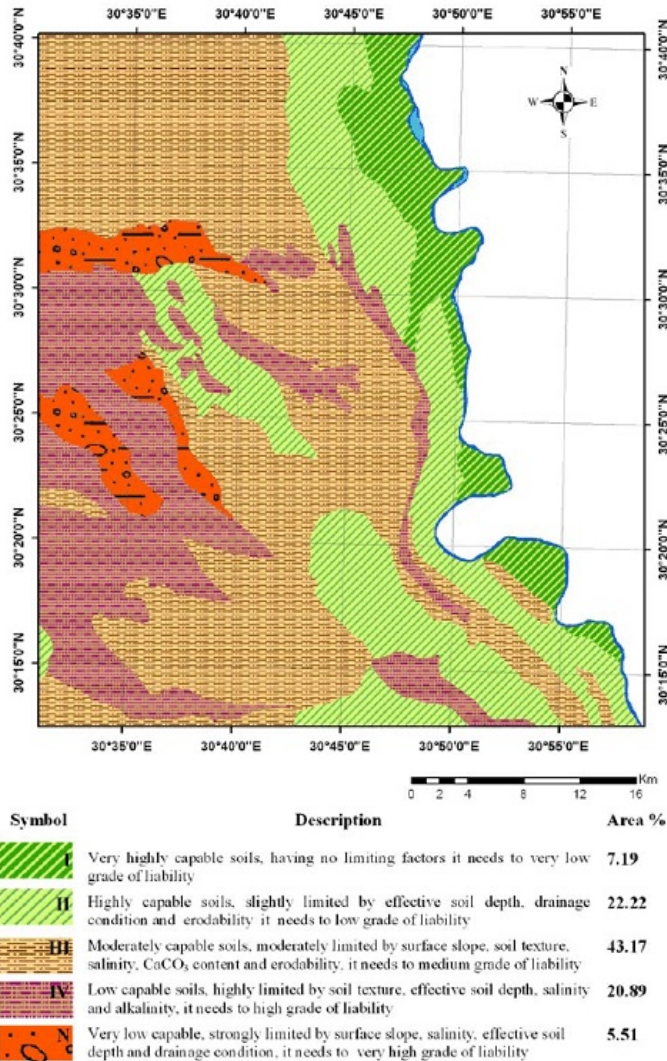 30°35'0"E 30°40'0"E 30°45'0"E 30°50'0"E 30°55'0"E
30°40'0"N 30°40'0"N
N
W E
S
30°35'0"N 30°35'0"N
30°30'0"N 30°30'0"N
30°25'0"N 30°25'0"N
30°20'0"N 30°20'0"N
30°15'0"N 30°15'0"N
30°35'0"E 30°40'0"E 30°45'0"E 30°50'0"E 30°55'0"E
Km
0 2 4 8 12 16
Symbol Description Area %
I Very highly capable soils, having no limiting factors it needs to very low 7.19
grade of liability
II Highly capable soils, slightly limited by effective soil depth, drainage 22.22
condition and erodability it needs to low grade of liability
III Moderately capable soils, moderately limited by surface slope, soil texture, 43.17
salinity, CaCO₃ content and erodability, it needs to medium grade of liability
IV Low capable soils, highly limited by soil texture, effective soil depth, salinity 20.89
and alkalinity, it needs to high grade of liability
N Very low capable, strongly limited by surface slope, salinity, effective soil 5.51
depth and drainage condition, it needs to very high grade of liability